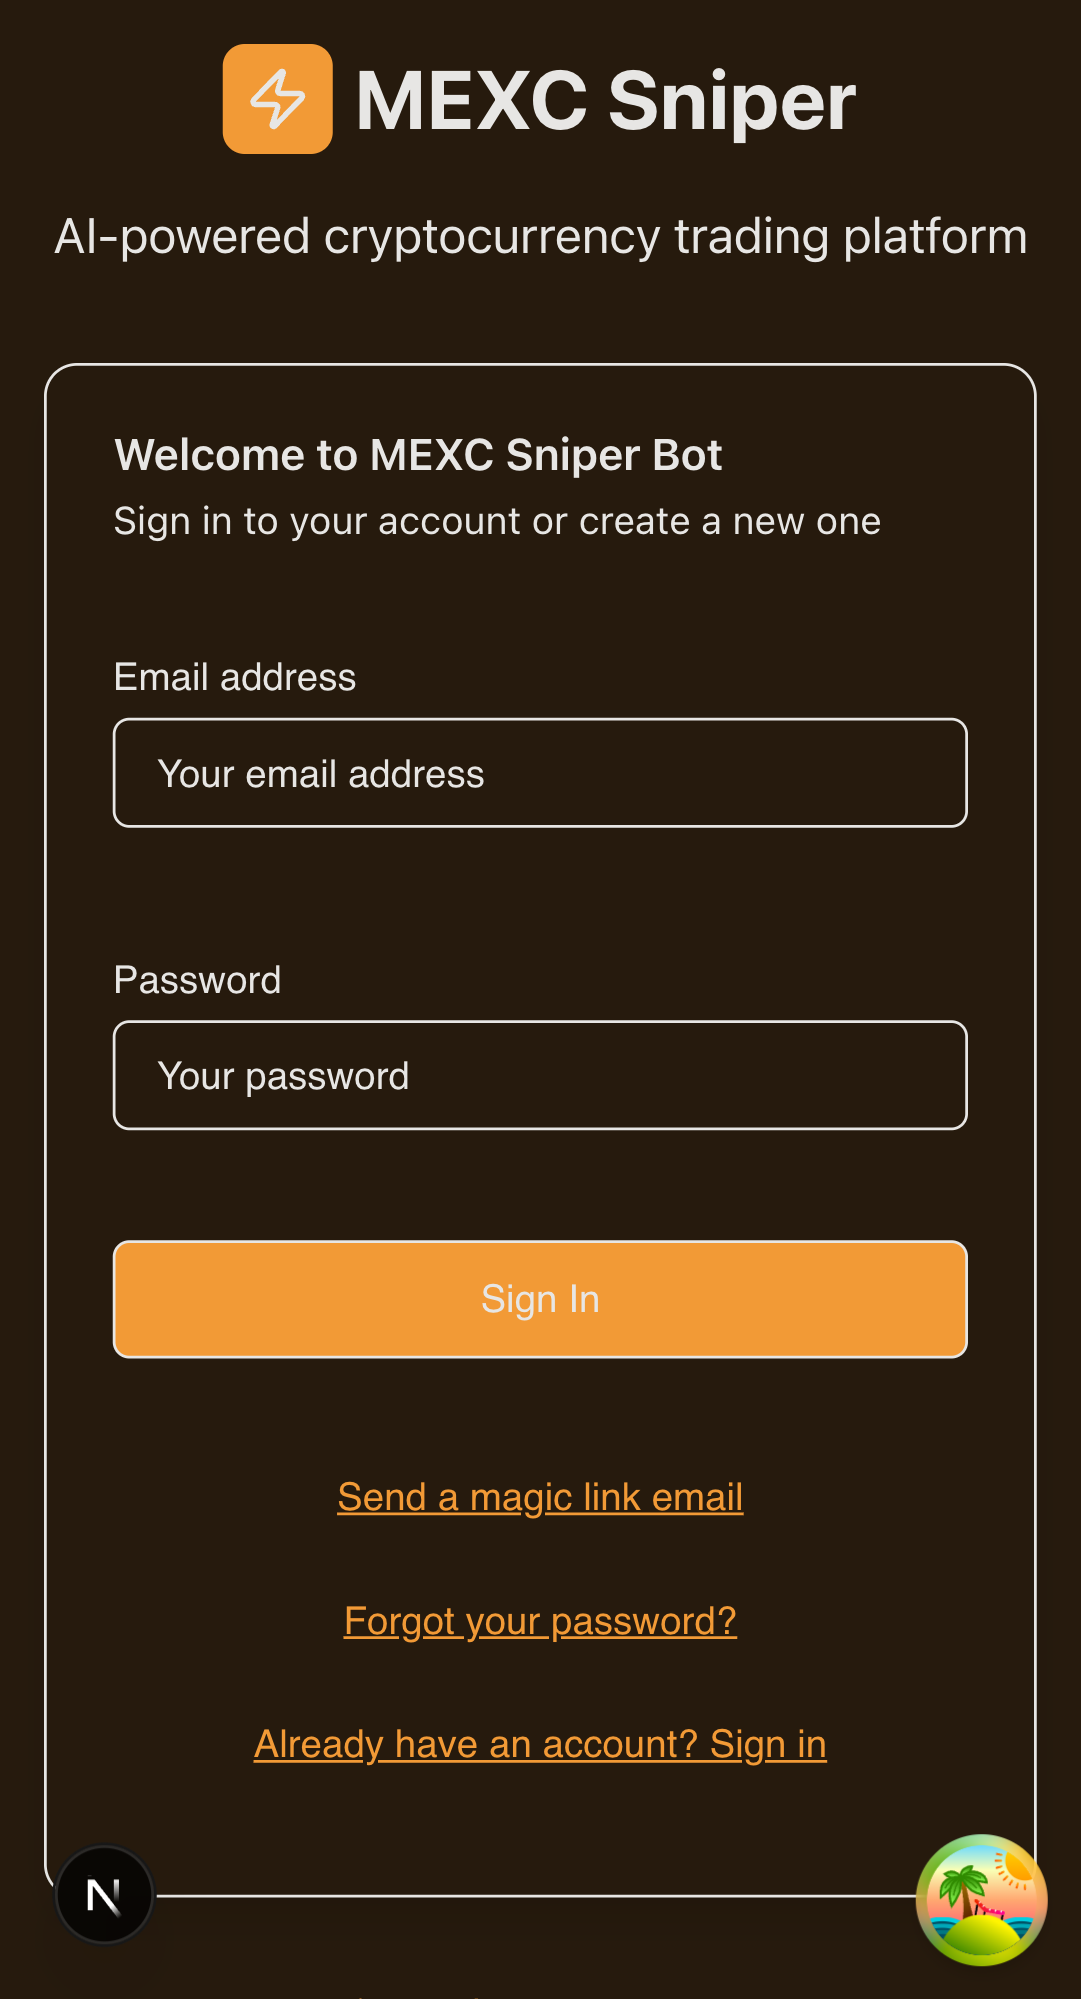 MEXC Sniper
AI-powered cryptocurrency trading platform
Welcome to MEXC Sniper Bot
Sign in to your account or create a new one
Email address
Your email address
Password
Your password
Sign In
Send a magic link email
Forgot your password?
Already have an account? Sign in
N